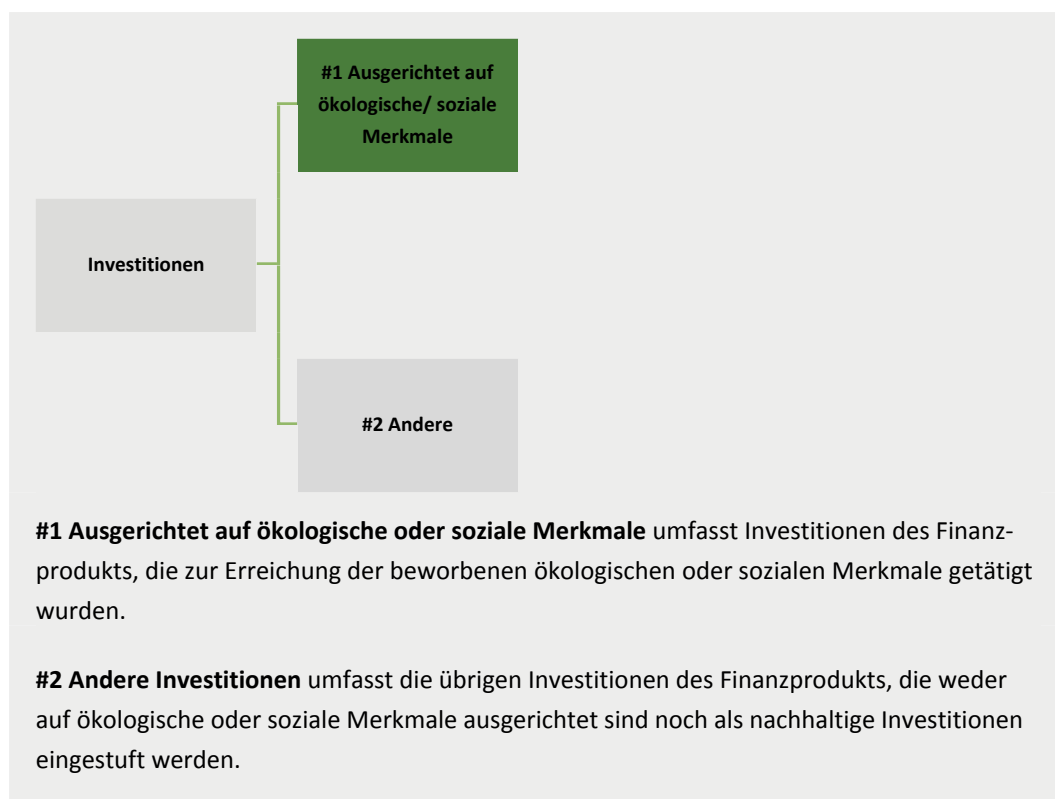 #1 Ausgerichtet auf
ökologische/ soziale
Merkmale
Investitionen
#2 Andere
#1 Ausgerichtet auf ökologische oder soziale Merkmale umfasst Investitionen des Finanz-
produkts, die zur Erreichung der beworbenen ökologischen oder sozialen Merkmale getätigt
wurden.
#2 Andere Investitionen umfasst die übrigen Investitionen des Finanzprodukts, die weder
auf ökologische oder soziale Merkmale ausgerichtet sind noch als nachhaltige Investitionen
eingestuft werden.